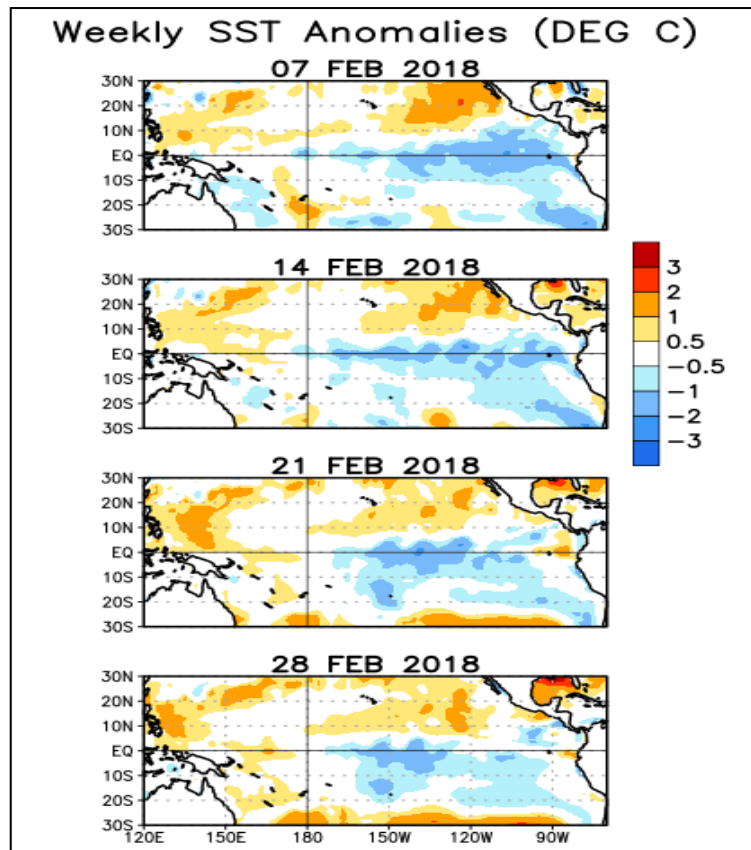 Weekly SST Anomalies (DEG C)
07 FEB 2018
30N
20N
10N
EQ
10S
20S
30S
14 FEB 2018
30N
20N
10N
EQ
10S
20S
30S
3
2
1
0.5
-0.5
-1
-2
-3
21 FEB 2018
30N
20N
10N
EQ
10S
20S
30S
28 FEB 2018
30N
20N
10N
EQ
10S
20S
30S
120E 150E 180 150W 120W 90W